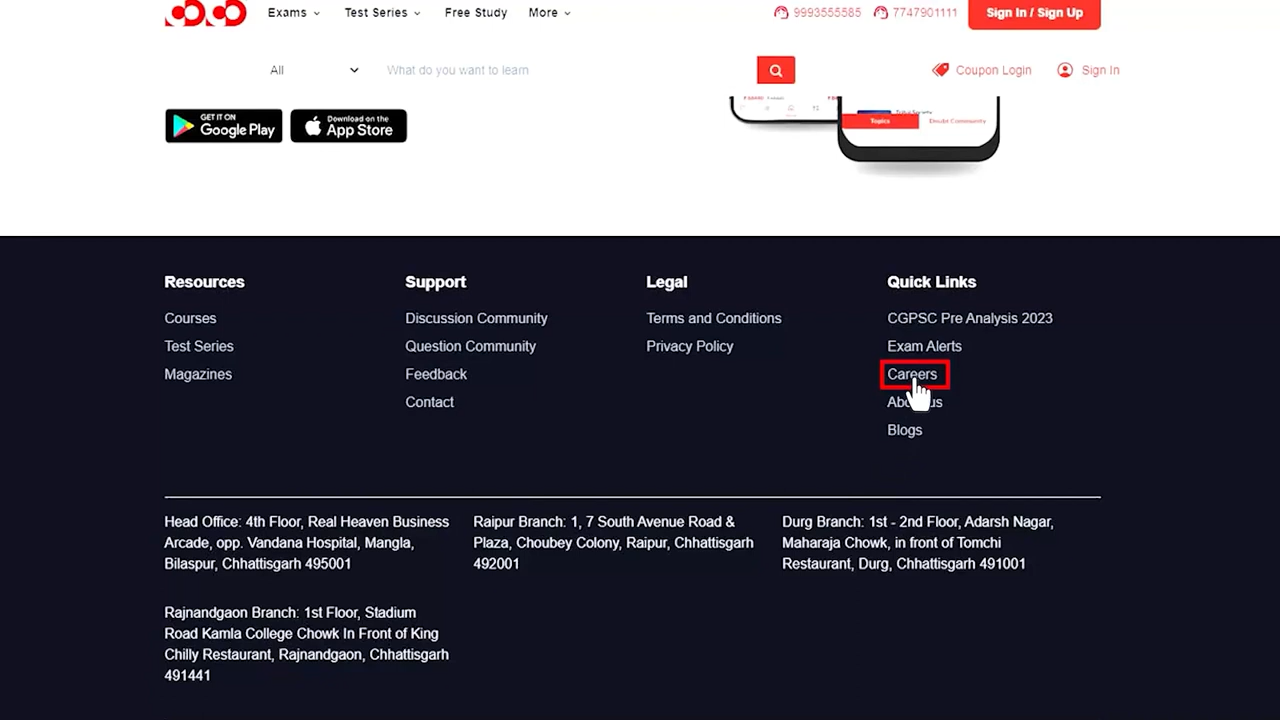 Exams
Test Series
Free Study
More
9993555585
7747901111
Sign In / Sign Up
All
What do you want to learn
Coupon Login
Sign In
GET IT ON
Google Play
Download on the
App Store
Topics
Doubt Community
Resources
Courses
Test Series
Magazines
Support
Discussion Community
Question Community
Feedback
Contact
Legal
Terms and Conditions
Privacy Policy
Quick Links
CGPSC Pre Analysis 2023
Exam Alerts
Careers
About us
Blogs
Head Office: 4th Floor, Real Heaven Business
Arcade, opp. Vandana Hospital, Mangla,
Bilaspur, Chhattisgarh 495001
Raipur Branch: 1, 7 South Avenue Road &
Plaza, Choubey Colony, Raipur, Chhattisgarh
492001
Durg Branch: 1st - 2nd Floor, Adarsh Nagar,
Maharaja Chowk, in front of Tomchi
Restaurant, Durg, Chhattisgarh 491001
Rajnandgaon Branch: 1st Floor, Stadium
Road Kamla College Chowk In Front of King
Chilly Restaurant, Rajnandgaon, Chhattisgarh
491441